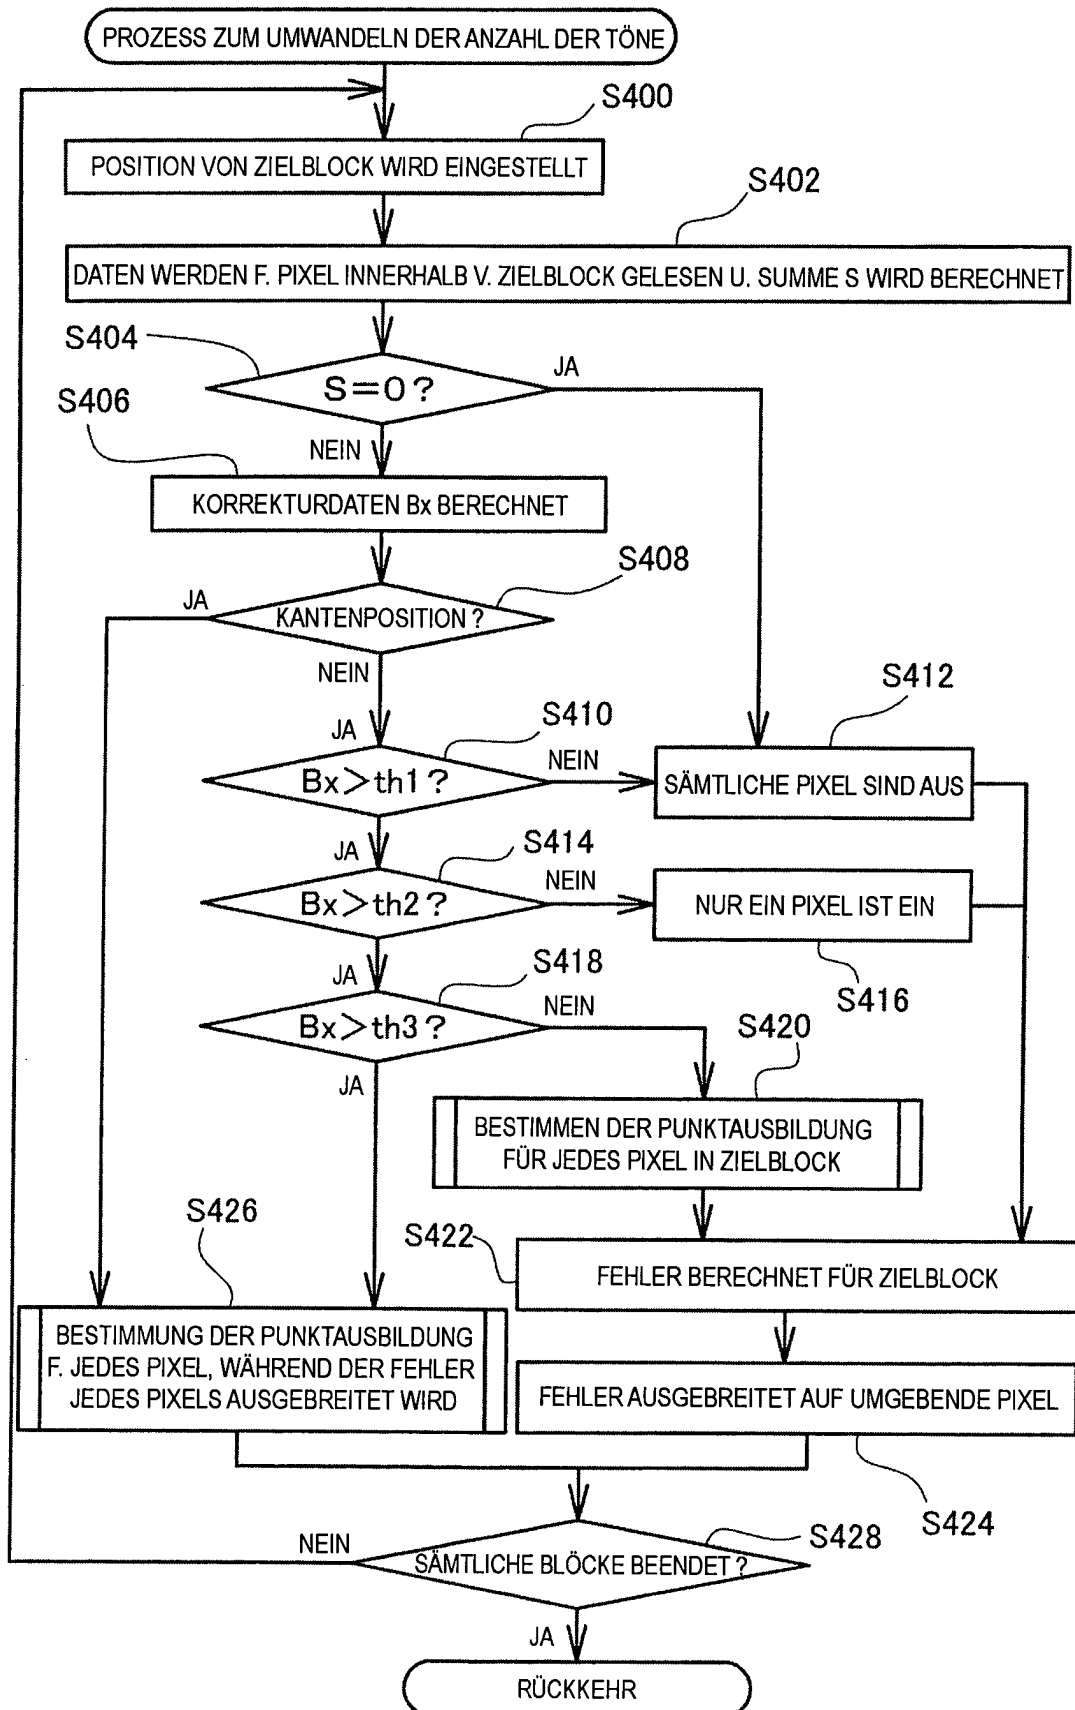 PROZESS ZUM UMWANDELN DER ANZAHL DER TÖNE
S400
POSITION VON ZIELBLOCK WIRD EINGESTELLT
S402
DATEN WERDEN F. PIXEL INNERHALB V. ZIELBLOCK GELESEN U. SUMME S WIRD BERECHNET
S404
S=0?
JA
NEIN
S406
KORREKTURDATEN Bx BERECHNET
S408
KANTENPOSITION?
JA
NEIN
JA
S410
Bx>th1?
NEIN
S412
SÄMTLICHE PIXEL SIND AUS
JA
S414
Bx>th2?
NEIN
NUR EIN PIXEL IST EIN
S416
JA
S418
Bx>th3?
NEIN
JA
S420
BESTIMMEN DER PUNKTAUSBILDUNG
FÜR JEDES PIXEL IN ZIELBLOCK
S422
FEHLER BERECHNET FÜR ZIELBLOCK
S426
BESTIMMUNG DER PUNKTAUSBILDUNG
F. JEDES PIXEL, WÄHREND DER FEHLER
JEDES PIXELS AUSGEBREITET WIRD
FEHLER AUSGEBREITET AUF UMGEBENDE PIXEL
S424
S428
SÄMTLICHE BLÖCKE BEENDET?
NEIN
JA
RÜCKKEHR